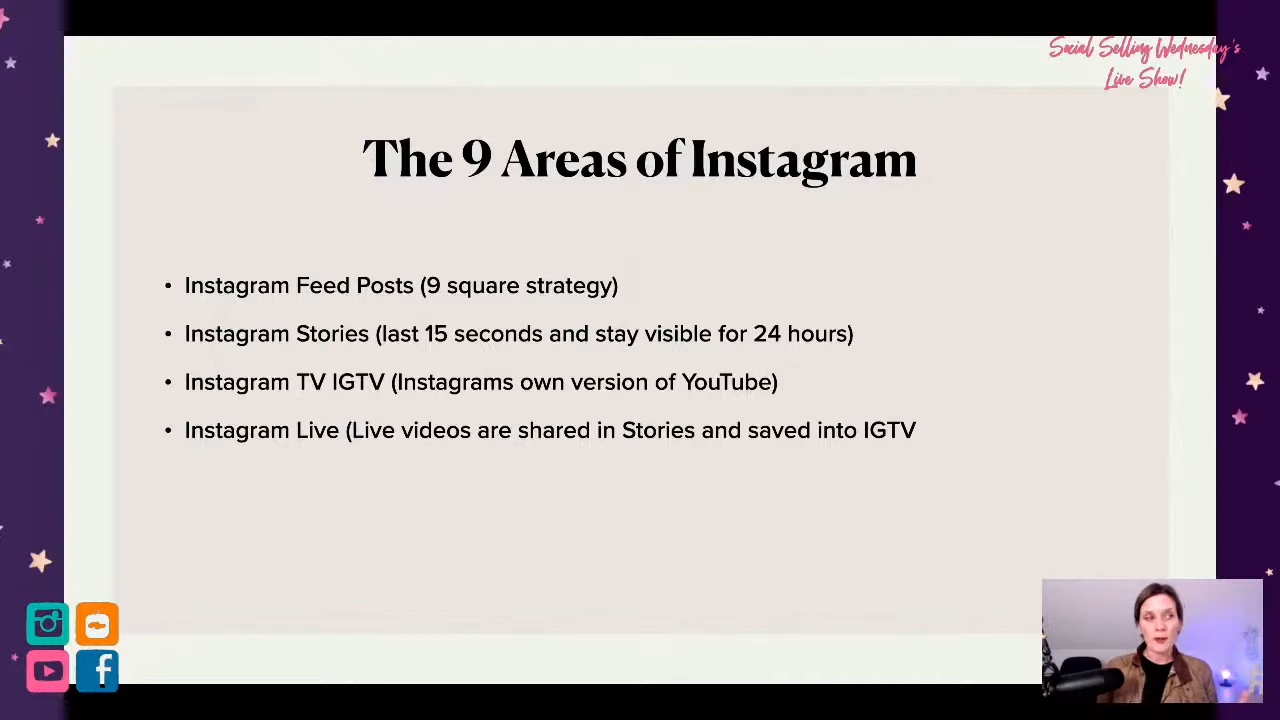 Social Selling Wednesday's
Live Show!
The 9 Areas of Instagram
• Instagram Feed Posts (9 square strategy)
• Instagram Stories (last 15 seconds and stay visible for 24 hours)
• Instagram TV IGTV (Instagrams own version of YouTube)
• Instagram Live (Live videos are shared in Stories and saved into IGTV